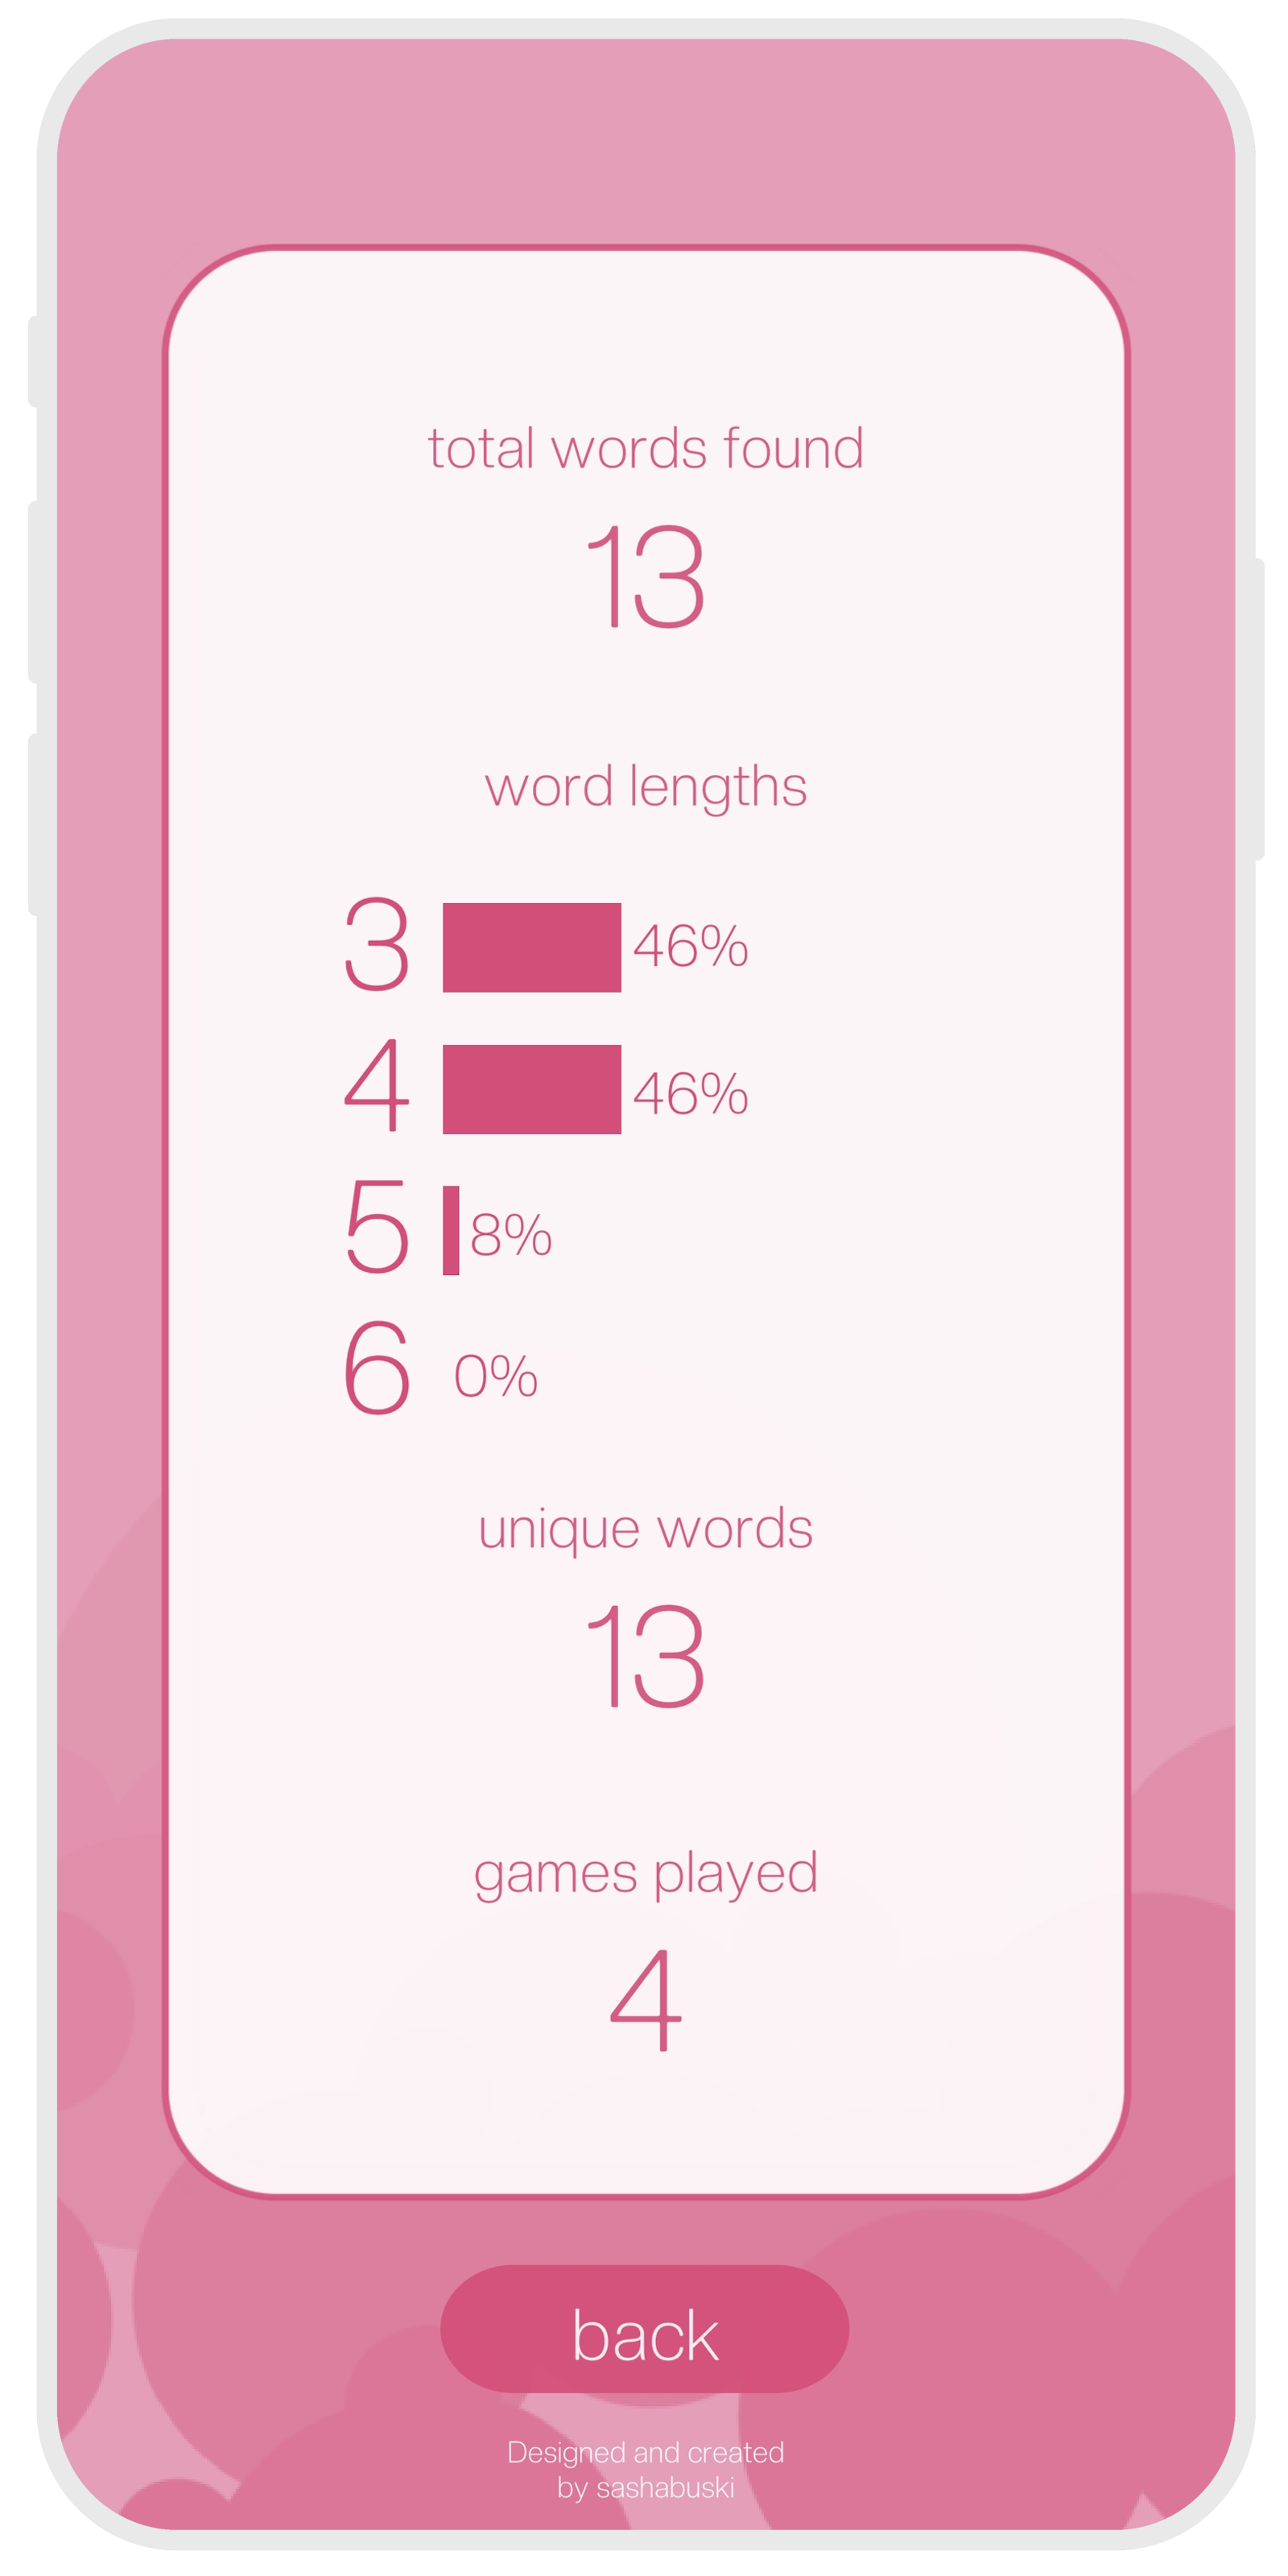 total words found
13
word lengths
3 46%
4 46%
5 8%
6 0%
unique words
13
games played
4
back
Designed and created
by sashabuski